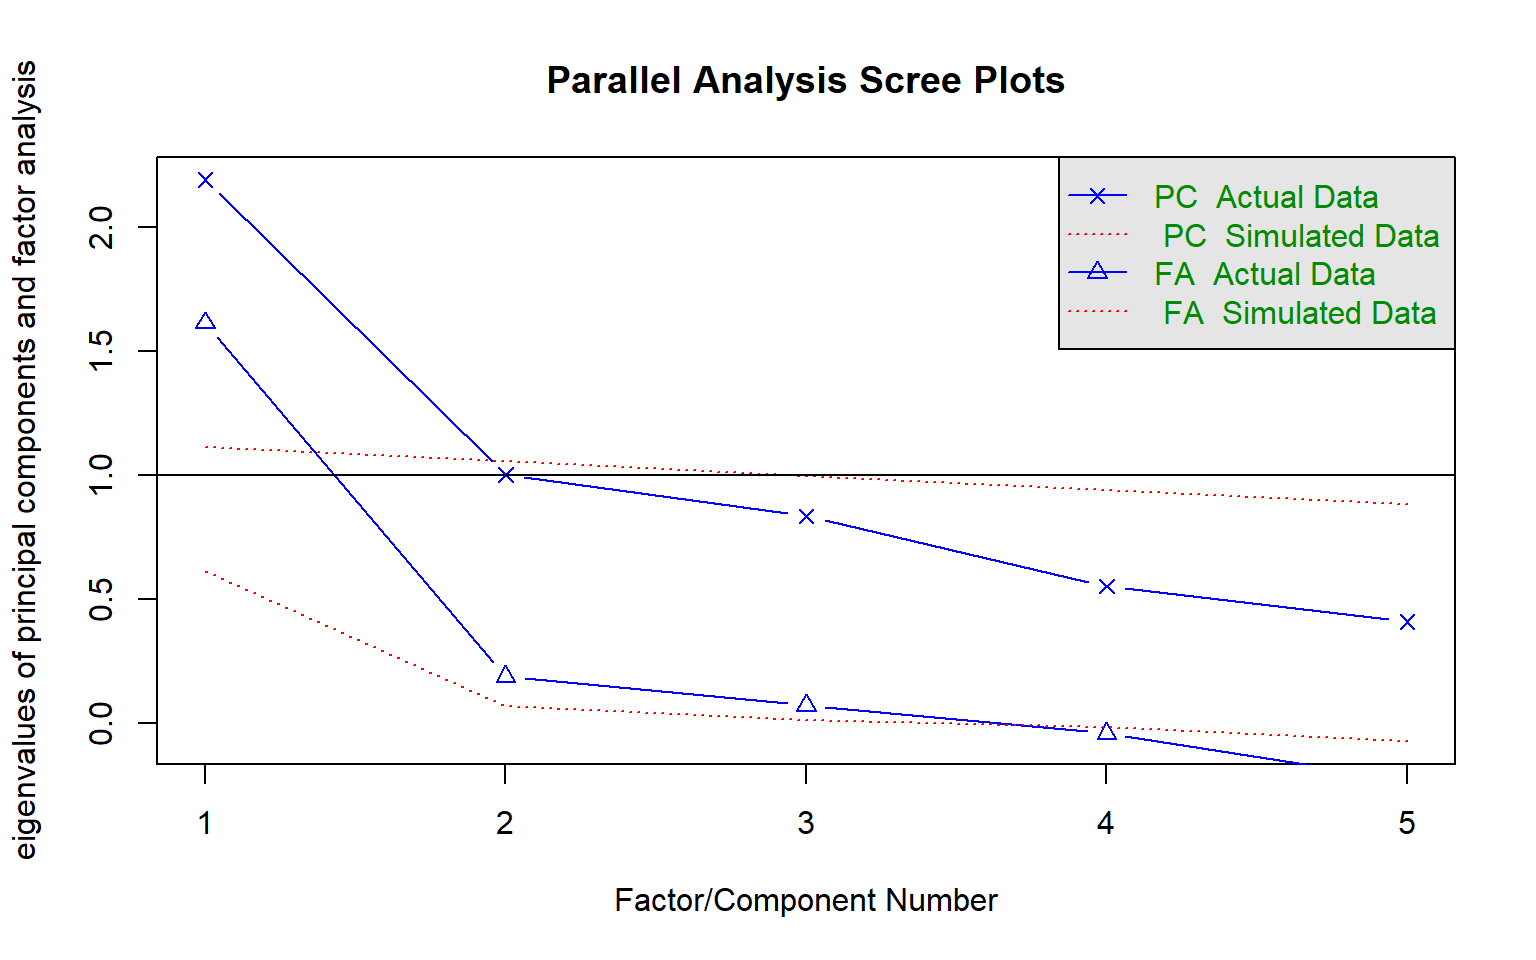 Parallel Analysis Scree Plots
eigenvalues of principal components and factor analysis
2.0
1.5
1.0
0.5
0.0
PC Actual Data
PC Simulated Data
FA Actual Data
FA Simulated Data
1 2 3 4 5
Factor/Component Number